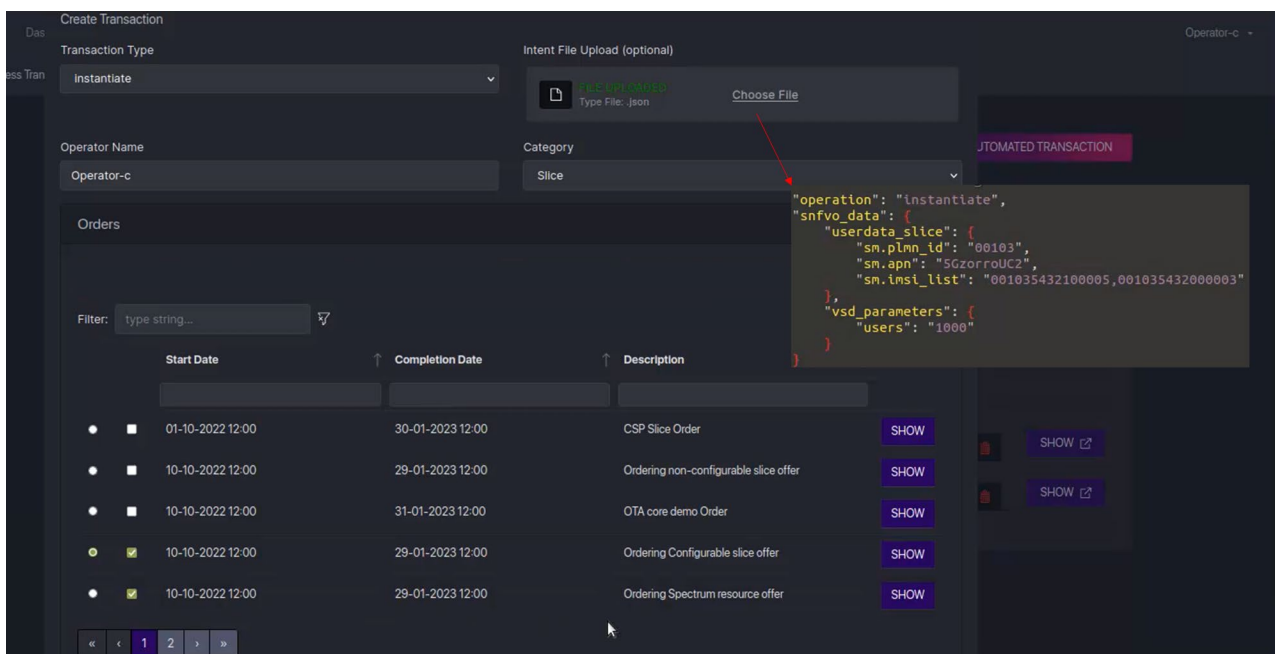 Create Transaction
Das
Operator-c
Transaction Type
Intent File Upload (optional)
ess Tran
instantiate
FILE UPLOADED
Type File: .json
Choose File
Operator Name
Category
UTOMATED TRANSACTION
Operator-c
Slice
"operation": "instantiate",
"snfvo_data": {
"userdata_slice": {
"sm.plmn_id": "00103",
"sm.apn": "5GzorroUC2",
"sm.imsi_list": "001035432100005,001035432000003"
},
"vsd_parameters": {
"users": "1000"
}
}
Orders
Filter: type string...
Start Date Completion Date Description
01-10-2022 12:00 30-01-2023 12:00 CSP Slice Order SHOW
SHOW
10-10-2022 12:00 29-01-2023 12:00 Ordering non-configurable slice offer SHOW
SHOW
10-10-2022 12:00 31-01-2023 12:00 OTA core demo Order SHOW
10-10-2022 12:00 29-01-2023 12:00 Ordering Configurable slice offer SHOW
10-10-2022 12:00 29-01-2023 12:00 Ordering Spectrum resource offer SHOW
« ‹ 1 2 › »